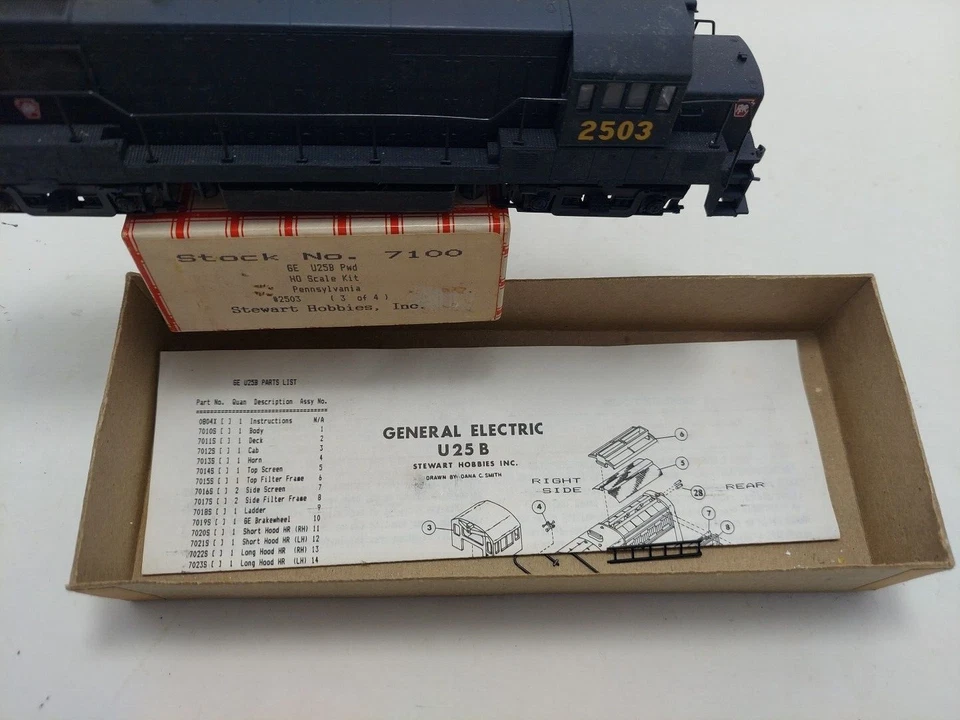 2503
Stock No. 7100
GE U25B Pwd
HO Scale Kit
Pennsylvania
#2503 ( 3 of 4 )
Stewart Hobbies, Inc.
GE U25B PARTS LIST
Part No. Quan Description Assy No.
0804X [ ] 1 Instructions N/A
7010S [ ] 1 Body 1
7011S [ ] 1 Deck 2
7012S [ ] 1 Cab 3
7013S [ ] 1 Horn 4
7014S [ ] 1 Top Screen 5
7015S [ ] 1 Top Filter Frame 6
7016S [ ] 2 Side Screen 7
7017S [ ] 2 Side Filter Frame 8
7018S [ ] 1 Ladder 9
7019S [ ] 1 GE Brakewheel 10
7020S [ ] 1 Short Hood HR (RH) 11
7021S [ ] 1 Short Hood HR (LH) 12
7022S [ ] 1 Long Hood HR (RH) 13
7023S [ ] 1 Long Hood HR (LH) 14
GENERAL ELECTRIC
U25B
STEWART HOBBIES INC.
DRAWN BY: DANA C. SMITH
RIGHT
SIDE
REAR
6
5
28
4
3
7
8